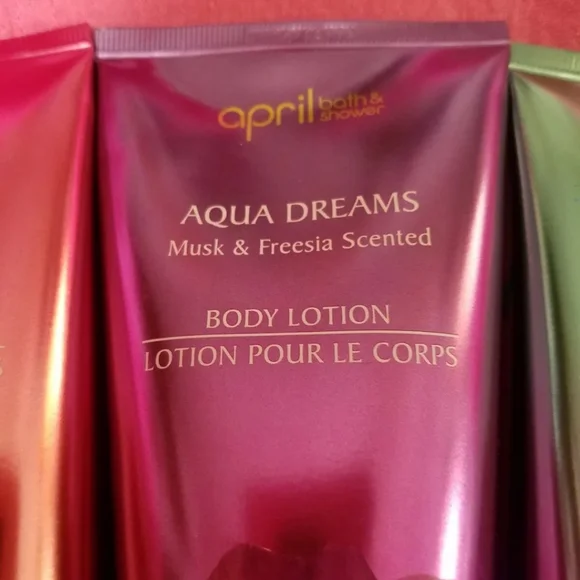 april bath & shower
AQUA DREAMS
Musk & Freesia Scented
BODY LOTION
LOTION POUR LE CORPS